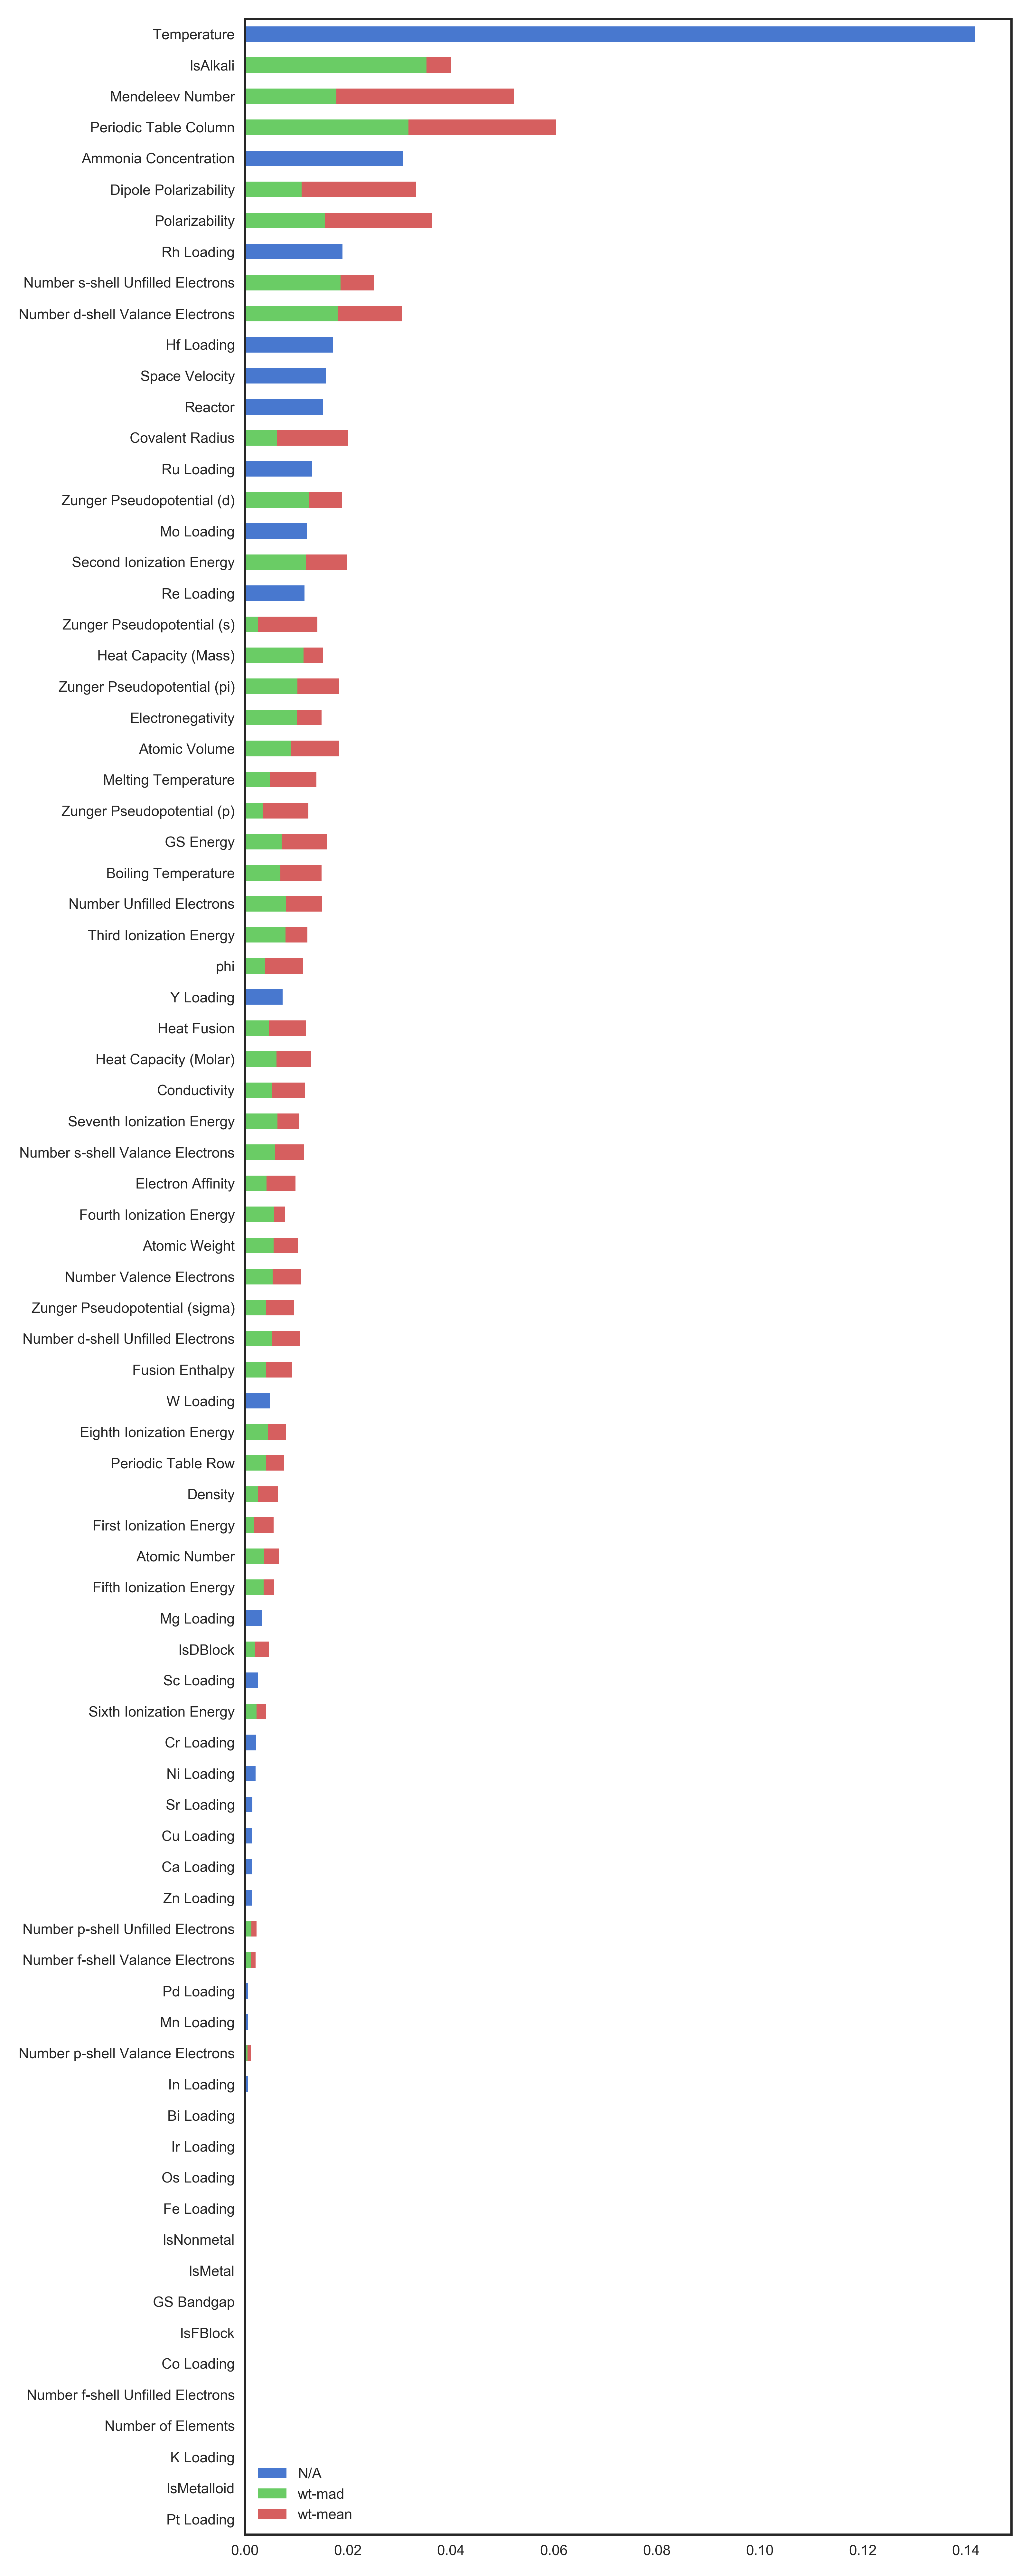 Temperature
IsAlkali
Mendeleev Number
Periodic Table Column
Ammonia Concentration
Dipole Polarizability
Polarizability
Rh Loading
Number s-shell Unfilled Electrons
Number d-shell Valance Electrons
Hf Loading
Space Velocity
Reactor
Covalent Radius
Ru Loading
Zunger Pseudopotential (d)
Mo Loading
Second Ionization Energy
Re Loading
Zunger Pseudopotential (s)
Heat Capacity (Mass)
Zunger Pseudopotential (pi)
Electronegativity
Atomic Volume
Melting Temperature
Zunger Pseudopotential (p)
GS Energy
Boiling Temperature
Number Unfilled Electrons
Third Ionization Energy
phi
Y Loading
Heat Fusion
Heat Capacity (Molar)
Conductivity
Seventh Ionization Energy
Number s-shell Valance Electrons
Electron Affinity
Fourth Ionization Energy
Atomic Weight
Number Valence Electrons
Zunger Pseudopotential (sigma)
Number d-shell Unfilled Electrons
Fusion Enthalpy
W Loading
Eighth Ionization Energy
Periodic Table Row
Density
First Ionization Energy
Atomic Number
Fifth Ionization Energy
Mg Loading
IsDBlock
Sc Loading
Sixth Ionization Energy
Cr Loading
Ni Loading
Sr Loading
Cu Loading
Ca Loading
Zn Loading
Number p-shell Unfilled Electrons
Number f-shell Valance Electrons
Pd Loading
Mn Loading
Number p-shell Valance Electrons
In Loading
Bi Loading
Ir Loading
Os Loading
Fe Loading
IsNonmetal
IsMetal
GS Bandgap
IsFBlock
Co Loading
Number f-shell Unfilled Electrons
Number of Elements
K Loading
IsMetalloid
Pt Loading
N/A
wt-mad
wt-mean
0.00 0.02 0.04 0.06 0.08 0.10 0.12 0.14